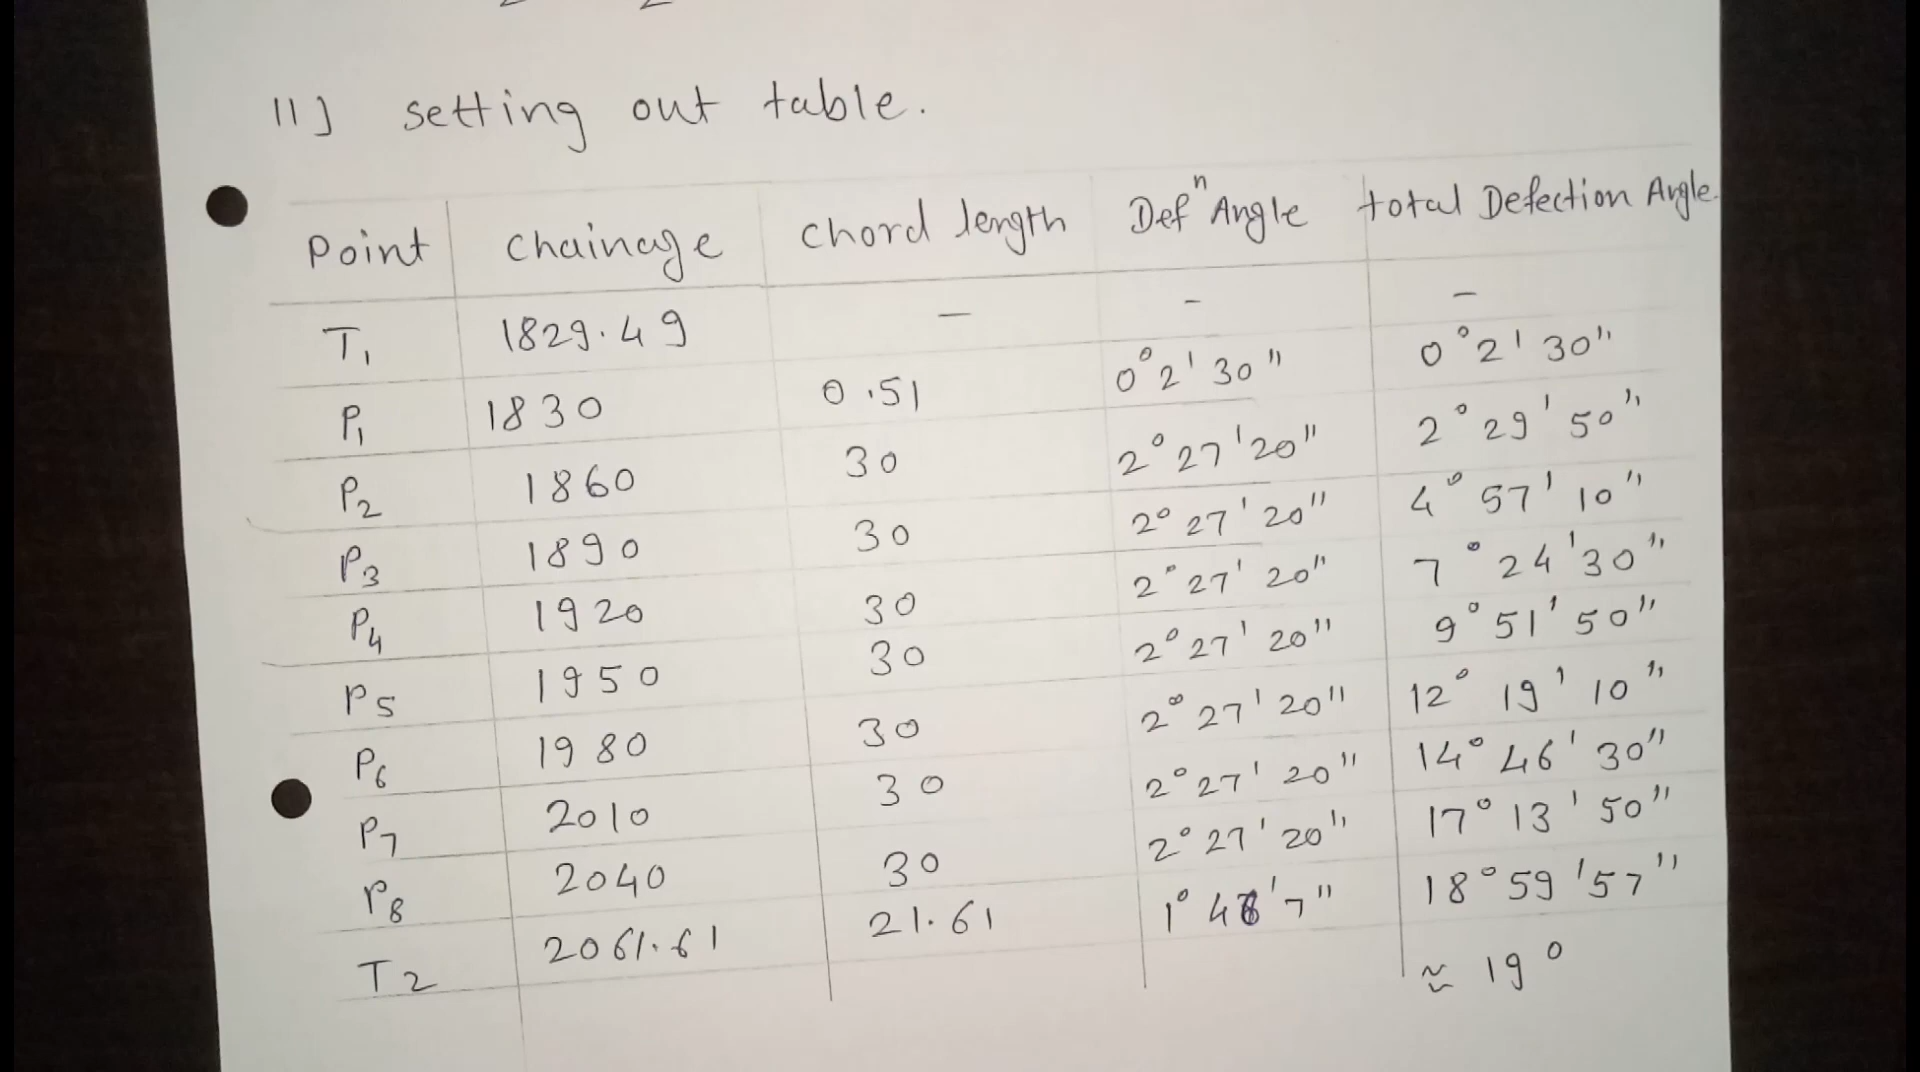 11] setting out table.
Point chainage chord length Defⁿ Angle total Defection Angle.
T₁ 1829.49 — - —
P₁ 1830 0.51 0°2'30" 0°2'30"
P₂ 1860 30 2°27'20" 2°29'50"
P₃ 1890 30 2°27'20" 4°57'10"
P₄ 1920 30 2°27'20" 7°24'30"
P₅ 1950 30 2°27'20" 9°51'50"
P₆ 1980 30 2°27'20" 12°19'10"
P₇ 2010 30 2°27'20" 14°46'30"
P₈ 2040 30 2°27'20" 17°13'50"
T₂ 2061.61 21.61 18°59'57"
≈ 19°